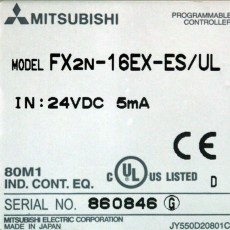 MITSUBISHI
PROGRAMMABLE
CONTROLLER
MODEL FX2N-16EX-ES/UL
IN: 24VDC 5mA
80M1
IND. CONT. EQ.
C UL US LISTED
CE
D
SERIAL NO. 860846 G
MITSUBISHI ELECTRIC CORPORATION
MADE IN JAPAN
JY550D20801C